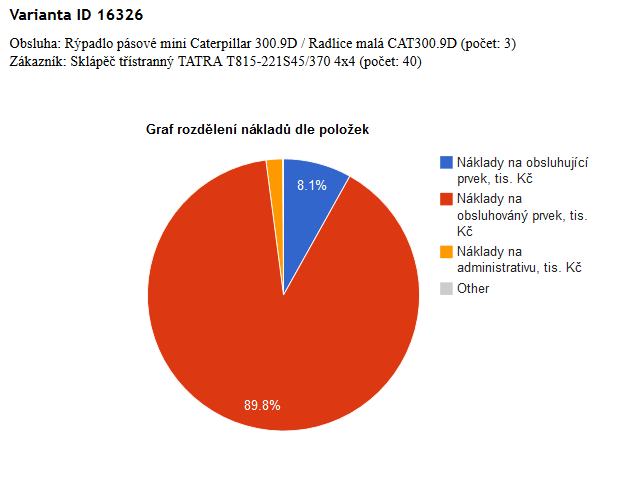 Varianta ID 16326
Obsluha: Rýpadlo pásové mini Caterpillar 300.9D / Radlice malá CAT300.9D (počet: 3)
Zákazník: Sklápěč třístranný TATRA T815-221S45/370 4x4 (počet: 40)
Graf rozdělení nákladů dle položek
8.1%
89.8%
Náklady na obsluhující
prvek, tis. Kč
Náklady na
obsluhováný prvek, tis.
Kč
Náklady na
administrativu, tis. Kč
Other